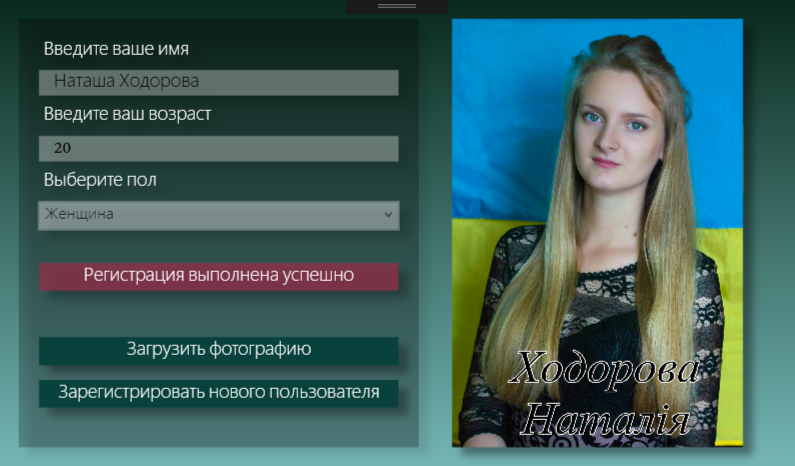 Введите ваше имя
Наташа Ходорова
Введите ваш возраст
20
Выберите пол
Женщина
Регистрация выполнена успешно
Загрузить фотографию
Зарегистрировать нового пользователя
Ходорова
Наталія